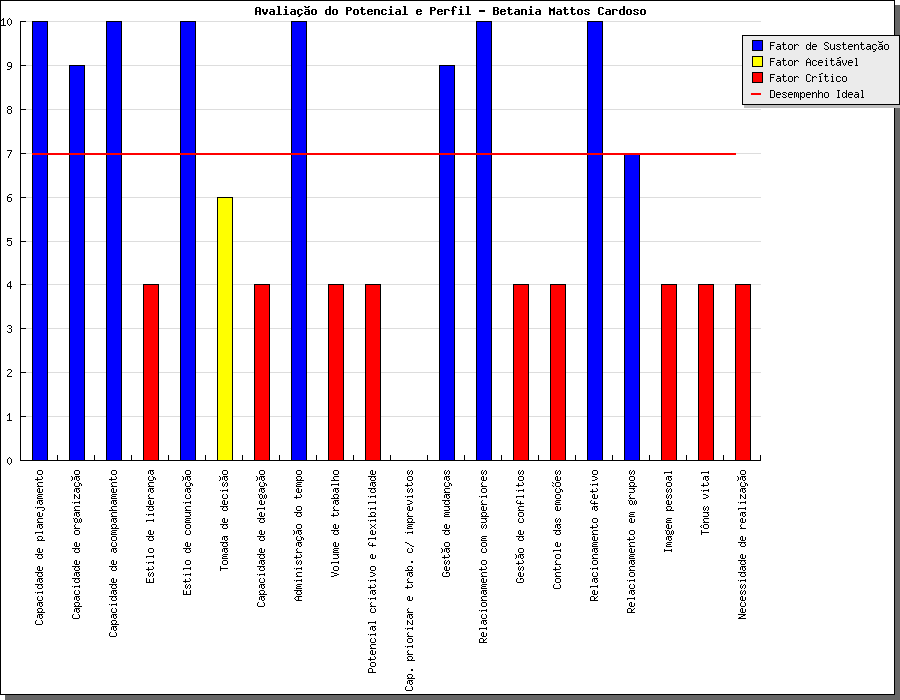 Avaliação do Potencial e Perfil - Betania Mattos Cardoso
Fator de Sustentação
Fator Aceitável
Fator Crítico
Desempenho Ideal
10
9
8
7
6
5
4
3
2
1
0
Capacidade de planejamento
Capacidade de organização
Capacidade de acompanhamento
Estilo de liderança
Estilo de comunicação
Tomada de decisão
Capacidade de delegação
Administração do tempo
Volume de trabalho
Potencial criativo e flexibilidade
Cap. priorizar e trab. c/ imprevistos
Gestão de mudanças
Relacionamento com superiores
Gestão de conflitos
Controle das emoções
Relacionamento afetivo
Relacionamento em grupos
Imagem pessoal
Tônus vital
Necessidade de realização